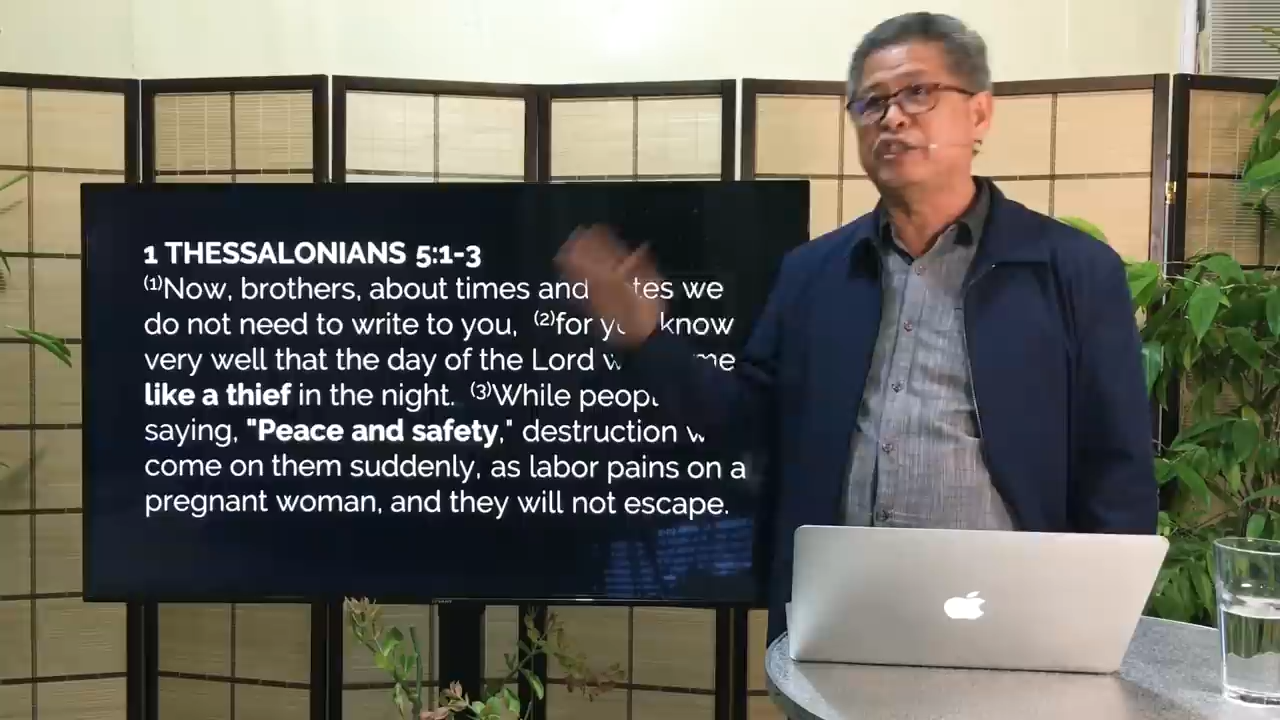 1 THESSALONIANS 5:1-3
(1)Now, brothers, about times and we
do not need to write to you, (2)for know
very well that the day of the Lord
like a thief in the night. (3)While
saying, "Peace and safety," destruction
come on them suddenly, as labor pains on a
pregnant woman, and they will not escape.